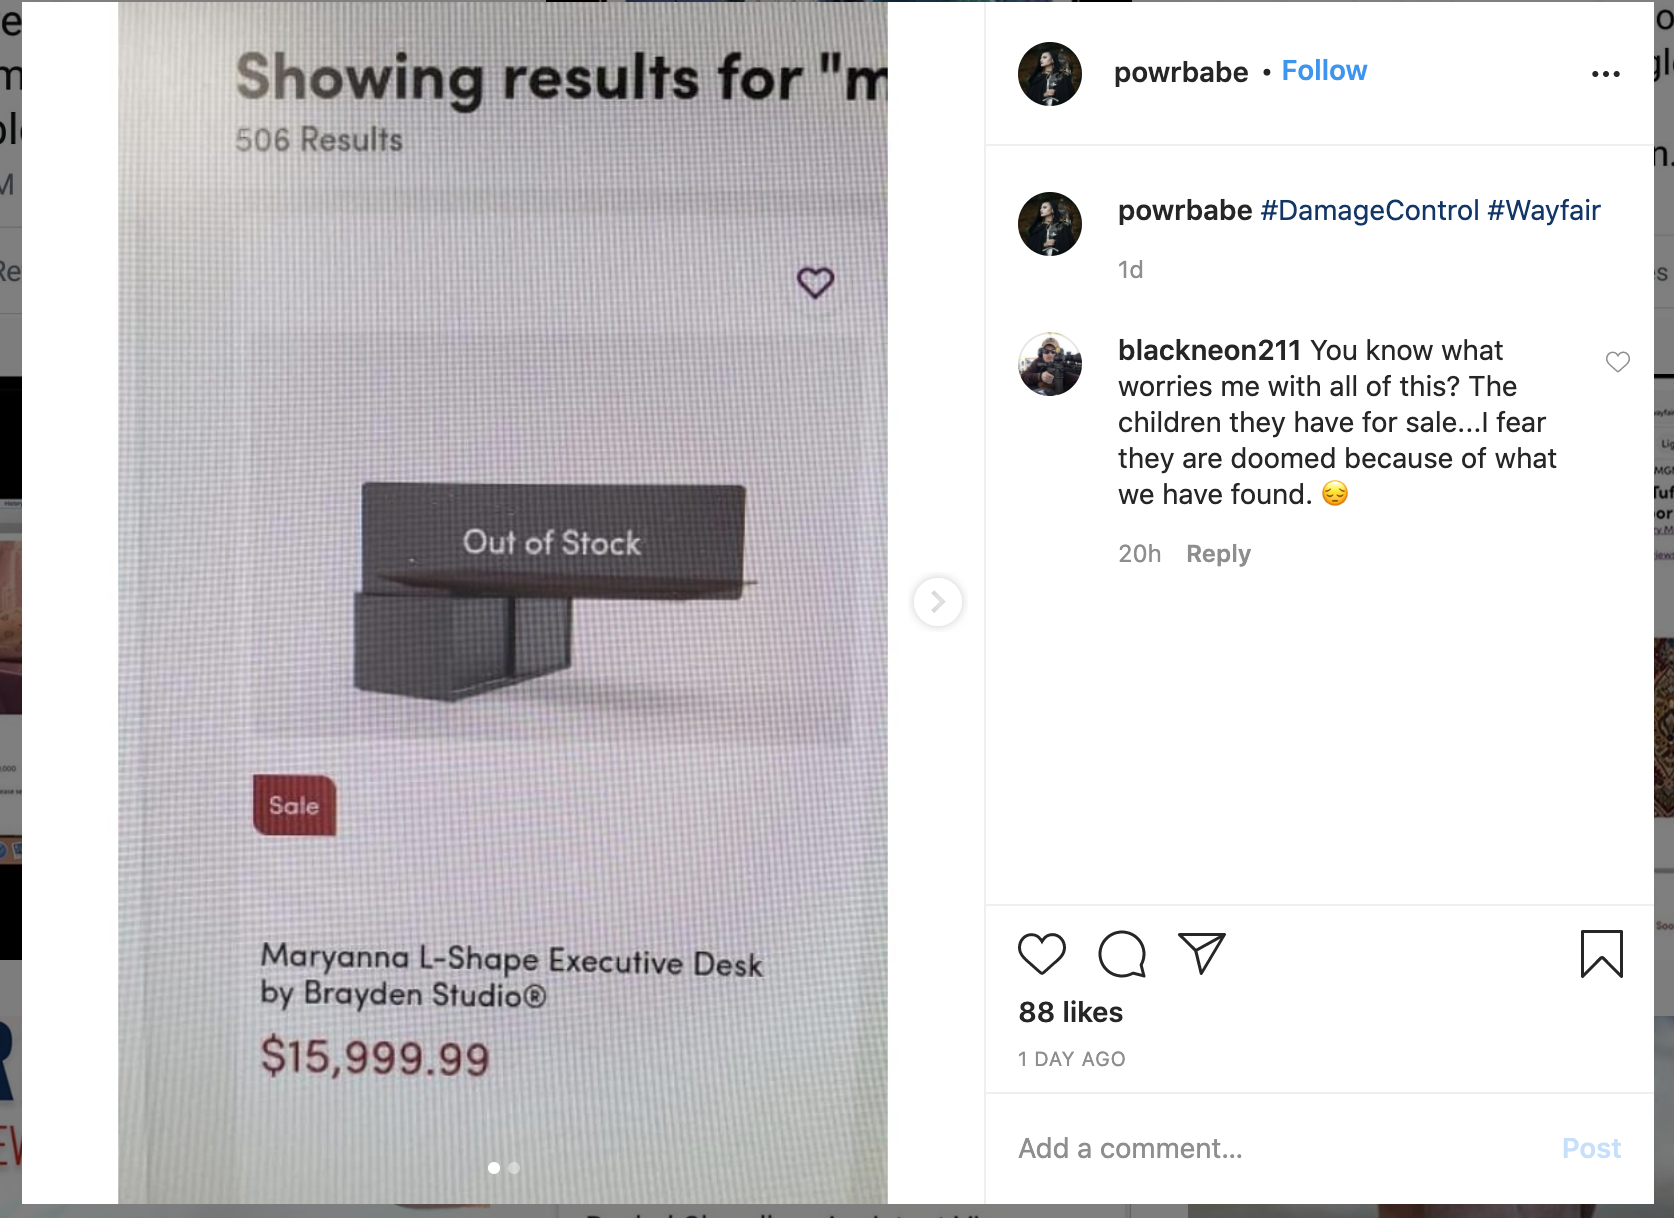 Showing results for "m
506 Results
Out of Stock
Sale
Maryanna L-Shape Executive Desk
by Brayden Studio®
$15,999.99
powrbabe • Follow
powrbabe #DamageControl #Wayfair
1d
blackneon211 You know what
worries me with all of this? The
children they have for sale...I fear
they are doomed because of what
we have found. 😔
20h Reply
88 likes
1 DAY AGO
Add a comment...
Post